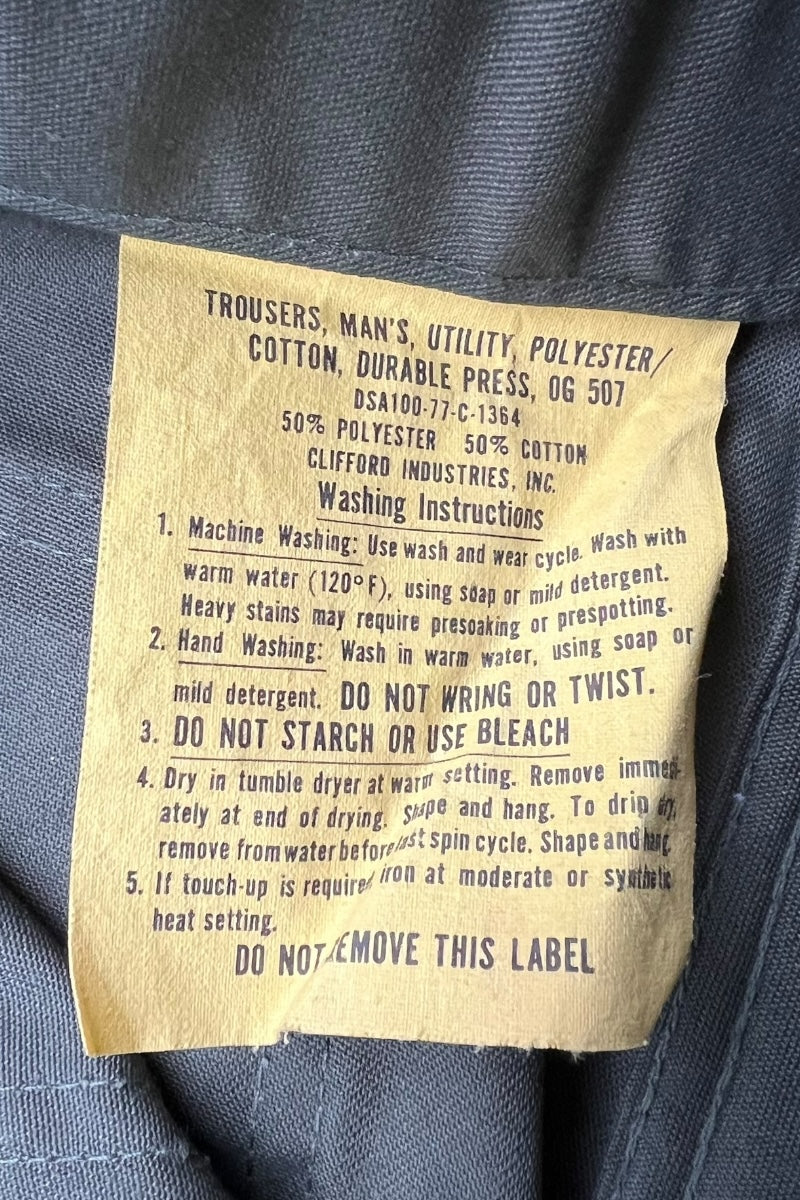 TROUSERS, MAN'S, UTILITY, POLYESTER/
COTTON, DURABLE PRESS, OG 507
DSA100-77-C-1364
50% POLYESTER 50% COTTON
CLIFFORD INDUSTRIES, INC.
Washing Instructions
1. Machine Washing: Use wash and wear cycle. Wash with
warm water (120°F), using soap or mild detergent.
Heavy stains may require presoaking or prespotting.
2. Hand Washing: Wash in warm water, using soap or
mild detergent. DO NOT WRING OR TWIST.
3. DO NOT STARCH OR USE BLEACH
4. Dry in tumble dryer at warm setting. Remove immedi-
ately at end of drying. Shape and hang. To drip dry,
remove from water before last spin cycle. Shape and hang.
5. If touch-up is required iron at moderate or synthetic
heat setting.
DO NOT REMOVE THIS LABEL